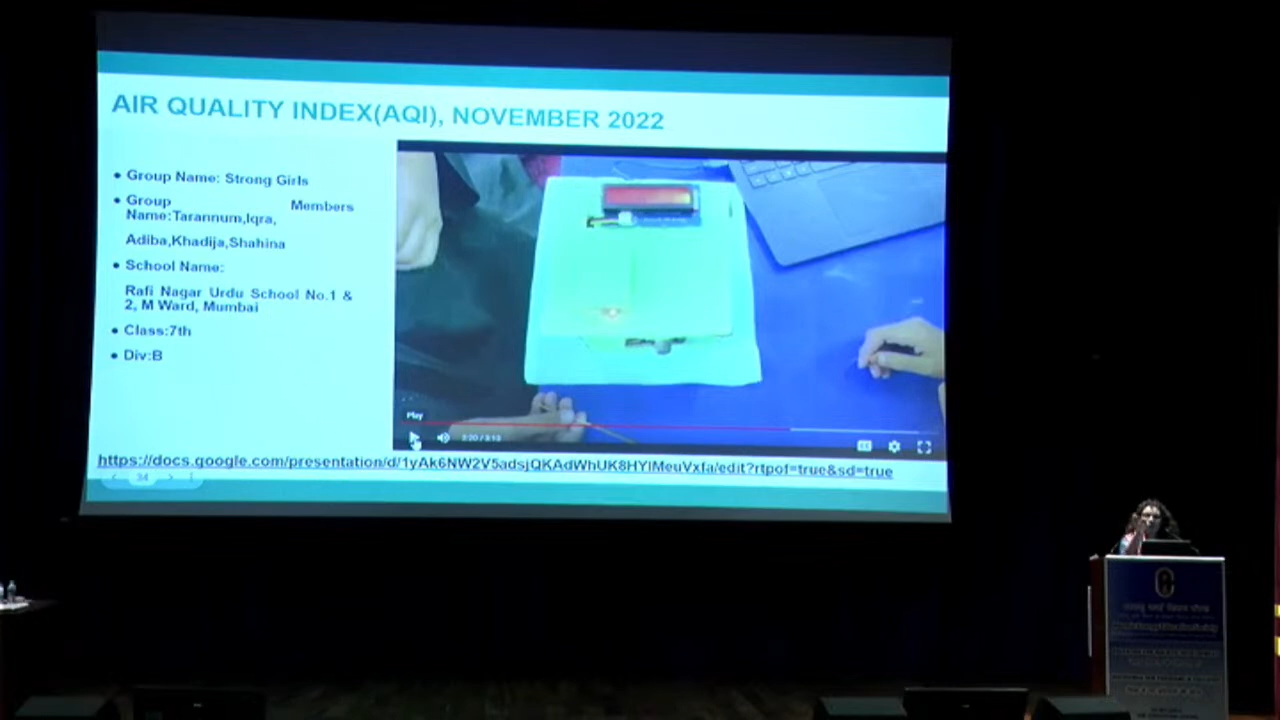 AIR QUALITY INDEX(AQI), NOVEMBER 2022
• Group Name: Strong Girls
• Group Members
Name:Tarannum,Iqra,
Adiba,Khadija,Shahina
• School Name:
Rafi Nagar Urdu School No.1 &
2, M Ward, Mumbai
• Class:7th
• Div:B
Play
https://docs.google.com/presentation/d/1yAk6NW2V5adsjQKAdWhUK8HYlMeuVxfa/edit?rtpof=true&sd=true
34